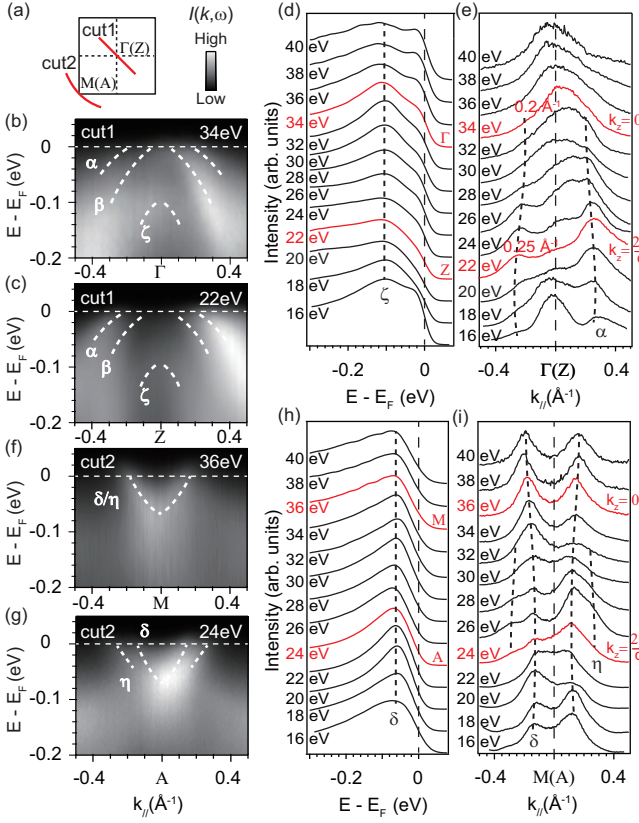 (a)
cut1
cut2
Γ(Z)
M(A)
I(k,ω)
High
Low
(b)
cut1
34eV
α
β
ζ
E - E_F (eV)
0
-0.1
-0.2
-0.4
Γ
0.4
(c)
cut1
22eV
α
β
ζ
E - E_F (eV)
0
-0.1
-0.2
-0.4
Z
0.4
(f)
cut2
36eV
δ/η
E - E_F (eV)
0
-0.1
-0.2
-0.4
M
0.4
(g)
cut2
δ
24eV
η
E - E_F (eV)
0
-0.1
-0.2
-0.4
A
0.4
k//(Å-1)
(d)
Intensity (arb. units)
40
eV
38
eV
36
eV
34
eV
Γ
32
eV
30
eV
28
eV
26
eV
24
eV
22
eV
Z
20
eV
18
eV
16
eV
ζ
-0.2
0
E - E_F (eV)
(e)
40
eV
38
eV
36
eV
0.2 Å-1
34
eV
k_z=0
32
eV
30
eV
28
eV
26
eV
24
eV
0.25 Å-1
22
eV
20
eV
18
eV
16
eV
α
-0.4
Γ(Z)
0.4
k//(Å-1)
(h)
Intensity (arb. units)
40
eV
38
eV
36
eV
M
34
eV
32
eV
30
eV
28
eV
26
eV
24
eV
A
22
eV
20
eV
18
eV
16
eV
δ
-0.2
0
E - E_F (eV)
(i)
40
eV
38
eV
36
eV
k_z=0
34
eV
32
eV
30
eV
28
eV
26
eV
24
eV
η
22
eV
20
eV
18
eV
16
eV
δ
-0.4
M(A)
0.4
k//(Å-1)